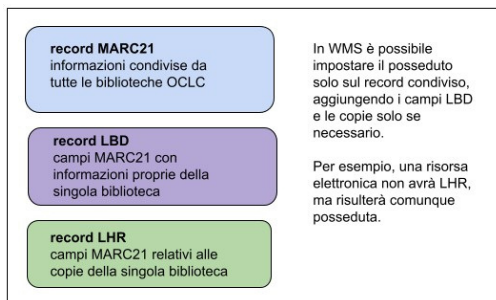 record MARC21
informazioni condivise da
tutte le biblioteche OCLC
record LBD
campi MARC21 con
informazioni proprie della
singola biblioteca
record LHR
campi MARC21 relativi alle
copie della singola biblioteca
In WMS è possibile
impostare il posseduto
solo sul record condiviso,
aggiungendo i campi LBD
e le copie solo se
necessario.
Per esempio, una risorsa
elettronica non avrà LHR,
ma risulterà comunque
posseduta.